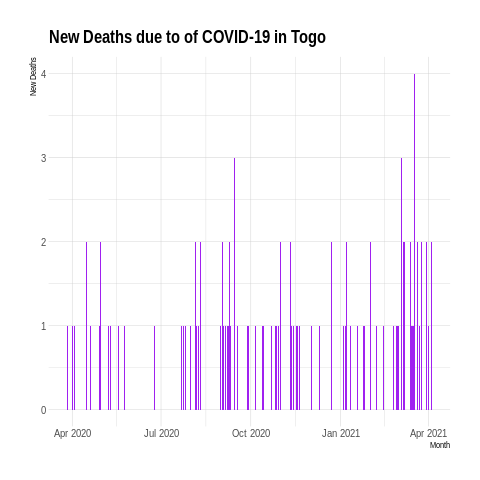 New Deaths due to of COVID-19 in Togo
New Deaths
4
3
2
1
0
Apr 2020 Jul 2020 Oct 2020 Jan 2021 Apr 2021
Month